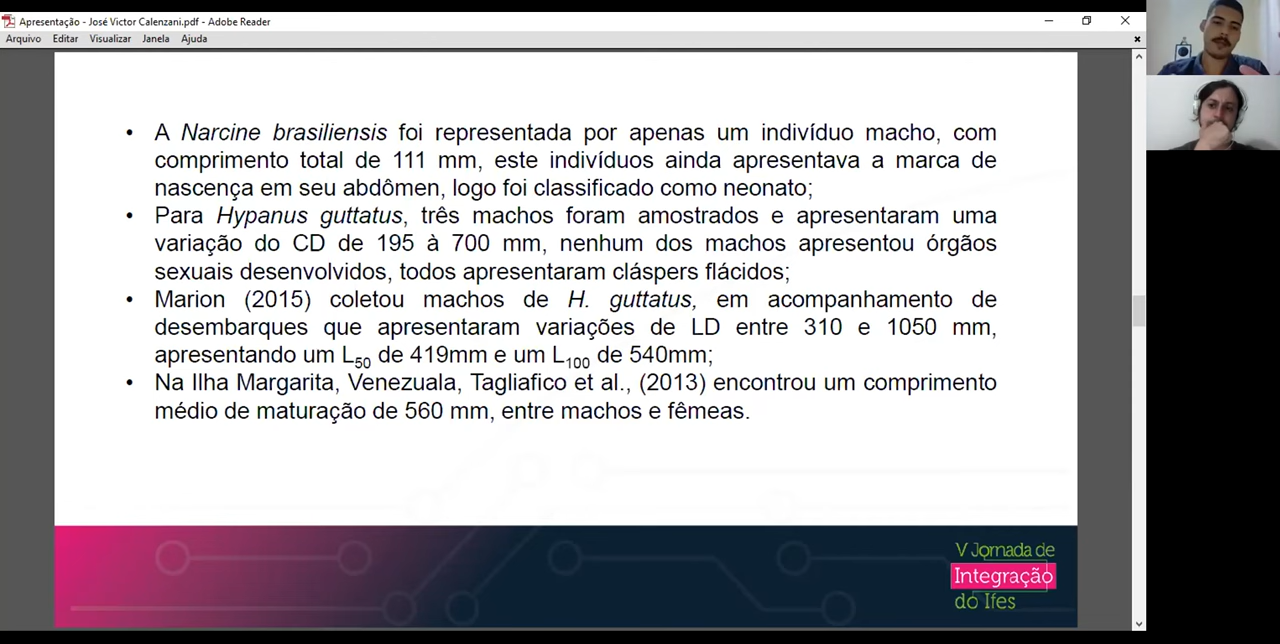 Apresentação - José Victor Calenzani.pdf - Adobe Reader
Arquivo Editar Visualizar Janela Ajuda
• A Narcine brasiliensis foi representada por apenas um indivíduo macho, com
comprimento total de 111 mm, este indivíduos ainda apresentava a marca de
nascença em seu abdômen, logo foi classificado como neonato;
• Para Hypanus guttatus, três machos foram amostrados e apresentaram uma
variação do CD de 195 à 700 mm, nenhum dos machos apresentou órgãos
sexuais desenvolvidos, todos apresentaram cláspers flácidos;
• Marion (2015) coletou machos de H. guttatus, em acompanhamento de
desembarques que apresentaram variações de LD entre 310 e 1050 mm,
apresentando um L50 de 419mm e um L100 de 540mm;
• Na Ilha Margarita, Venezuala, Tagliafico et al., (2013) encontrou um comprimento
médio de maturação de 560 mm, entre machos e fêmeas.
V Jornada de
Integração
do Ifes